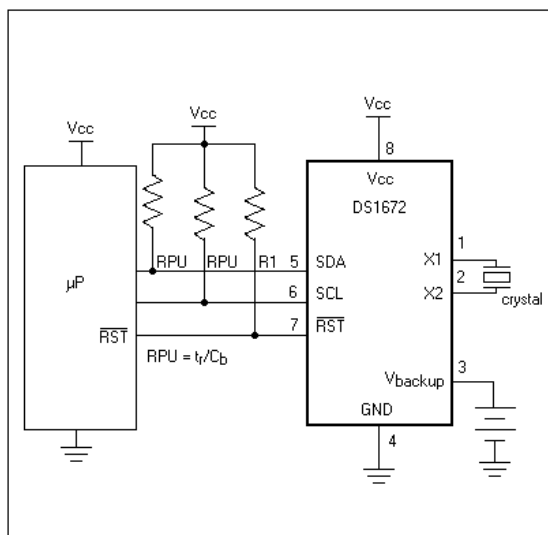 Vcc
Vcc
Vcc
8
Vcc
DS1672
1
RPU
RPU
R1
5
SDA
X1
µP
2
6
SCL
X2
crystal
7
RST
RST
RPU = tr/Cb
3
Vbackup
GND
4